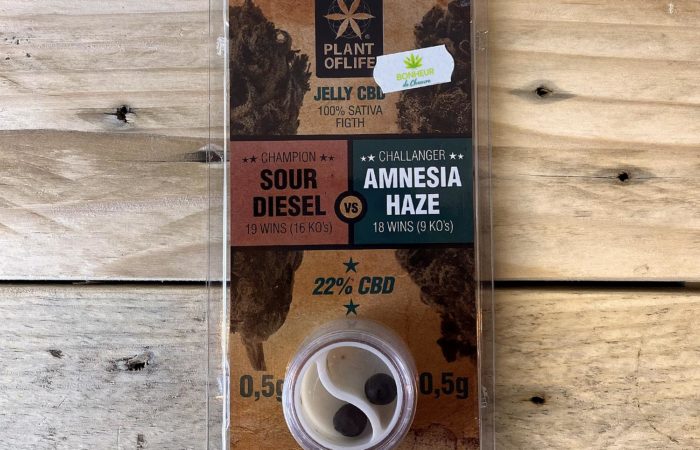 PLANT
OFLIFE
®
BONHEUR
de Chanvre
JELLY CBD
100% SATIVA
FIGTH
★★ CHAMPION ★★
SOUR
DIESEL
19 WINS (16 KO's)
VS
★★ CHALLANGER ★★
AMNESIA
HAZE
18 WINS (9 KO's)
22% CBD
0,5g
0,5g